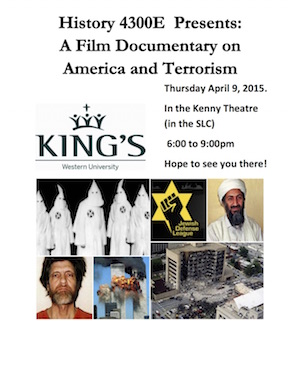 History 4300E Presents:
A Film Documentary on
America and Terrorism
Thursday April 9, 2015.
In the Kenny Theatre
(in the SLC)
6:00 to 9:00pm
Hope to see you there!
KING'S
Western University
Jewish
Defense
League